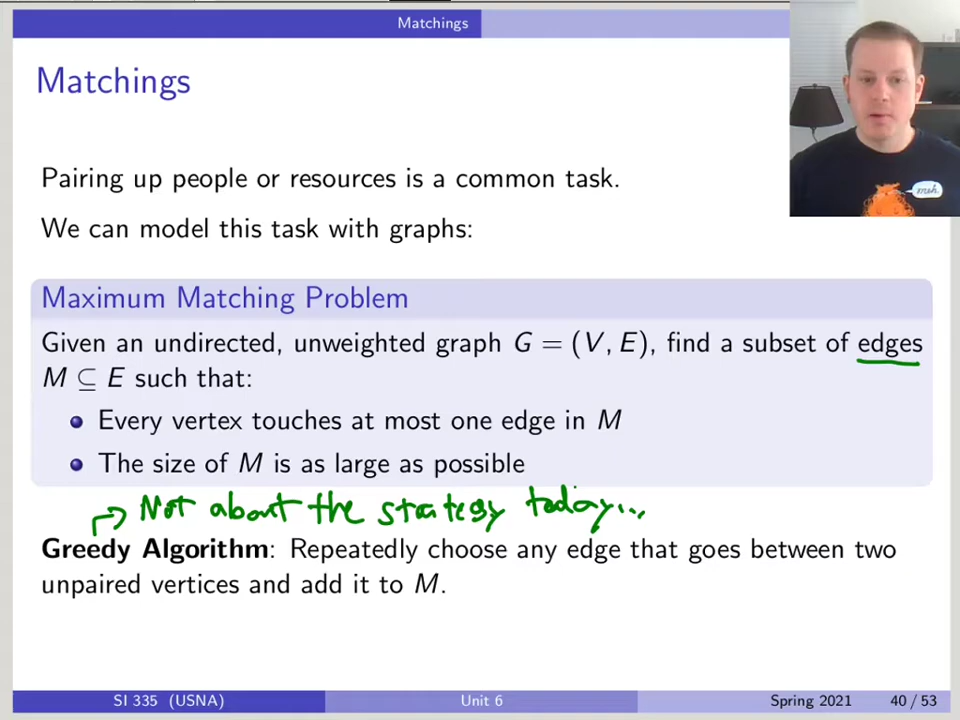 Matchings
Matchings
Pairing up people or resources is a common task.
We can model this task with graphs:
Maximum Matching Problem
Given an undirected, unweighted graph G = (V, E), find a subset of edges
M ⊆ E such that:
Every vertex touches at most one edge in M
The size of M is as large as possible
Not about the strategy today...
Greedy Algorithm: Repeatedly choose any edge that goes between two
unpaired vertices and add it to M.
meh.
SI 335 (USNA) Unit 6 Spring 2021 40 / 53